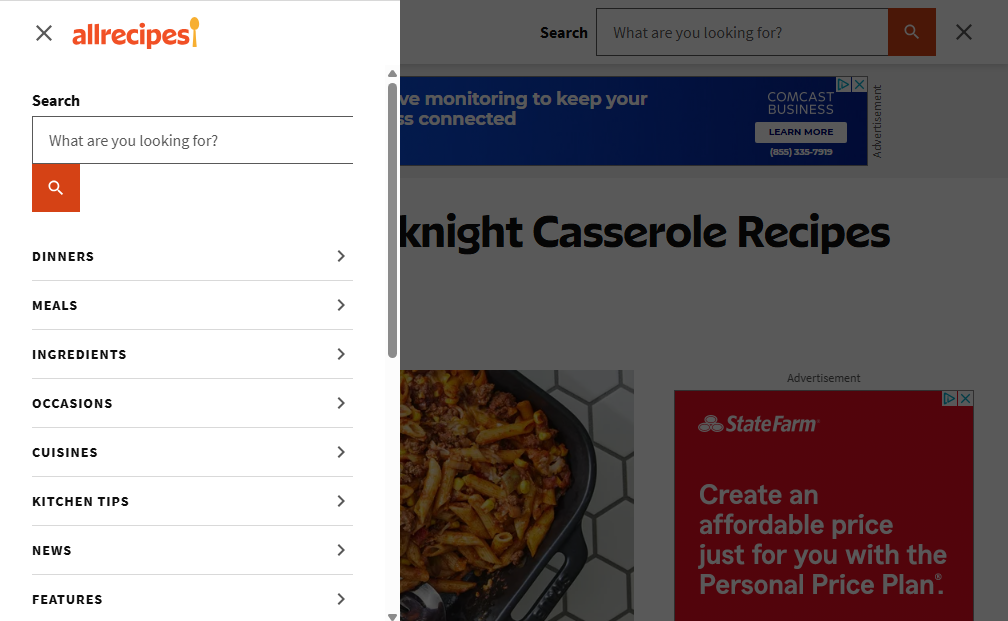 allrecipes
Search
What are you looking for?
DINNERS
MEALS
INGREDIENTS
OCCASIONS
CUISINES
KITCHEN TIPS
NEWS
FEATURES
Search
What are you looking for?
ve monitoring to keep your
ss connected
COMCAST
BUSINESS
LEARN MORE
(855) 335-7919
Advertisement
knight Casserole Recipes
Advertisement
StateFarm®
Create an
affordable price
just for you with the
Personal Price Plan®.